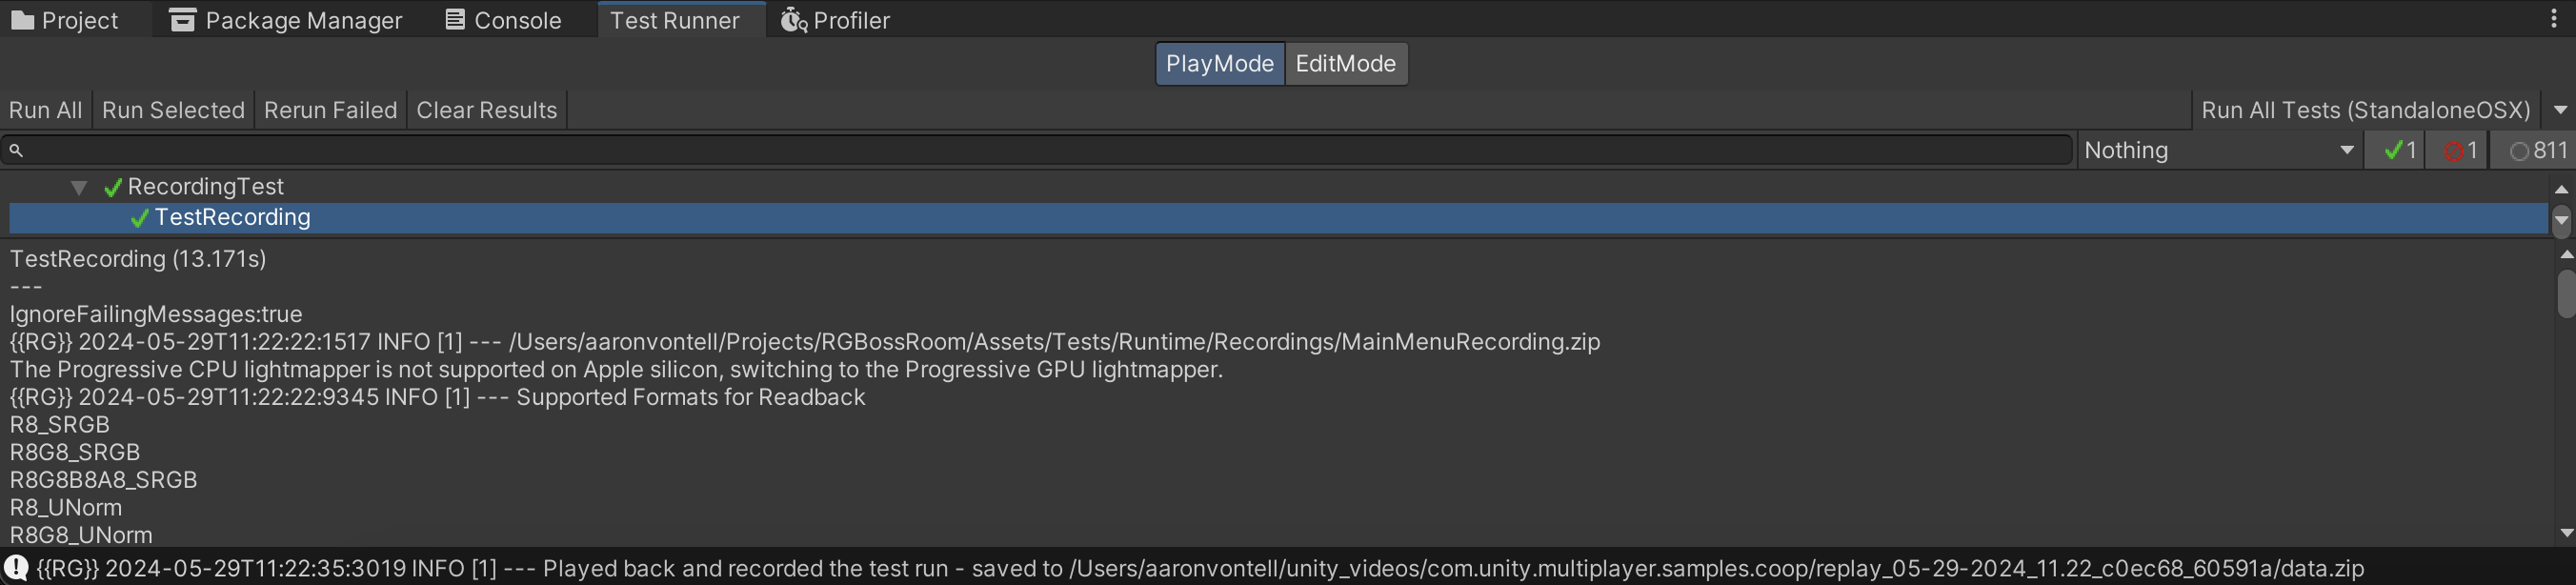 Project Package Manager Console Test Runner Profiler
PlayMode EditMode
Run All Run Selected Rerun Failed Clear Results Run All Tests (StandaloneOSX)
Nothing 1 1 811
RecordingTest
TestRecording
TestRecording (13.171s)
---
IgnoreFailingMessages:true
{{RG}} 2024-05-29T11:22:22:1517 INFO [1] --- /Users/aaronvontell/Projects/RGBossRoom/Assets/Tests/Runtime/Recordings/MainMenuRecording.zip
The Progressive CPU lightmapper is not supported on Apple silicon, switching to the Progressive GPU lightmapper.
{{RG}} 2024-05-29T11:22:22:9345 INFO [1] --- Supported Formats for Readback
R8_SRGB
R8G8_SRGB
R8G8B8A8_SRGB
R8_UNorm
R8G8_UNorm
{{RG}} 2024-05-29T11:22:35:3019 INFO [1] --- Played back and recorded the test run - saved to /Users/aaronvontell/unity_videos/com.unity.multiplayer.samples.coop/replay_05-29-2024_11.22_c0ec68_60591a/data.zip